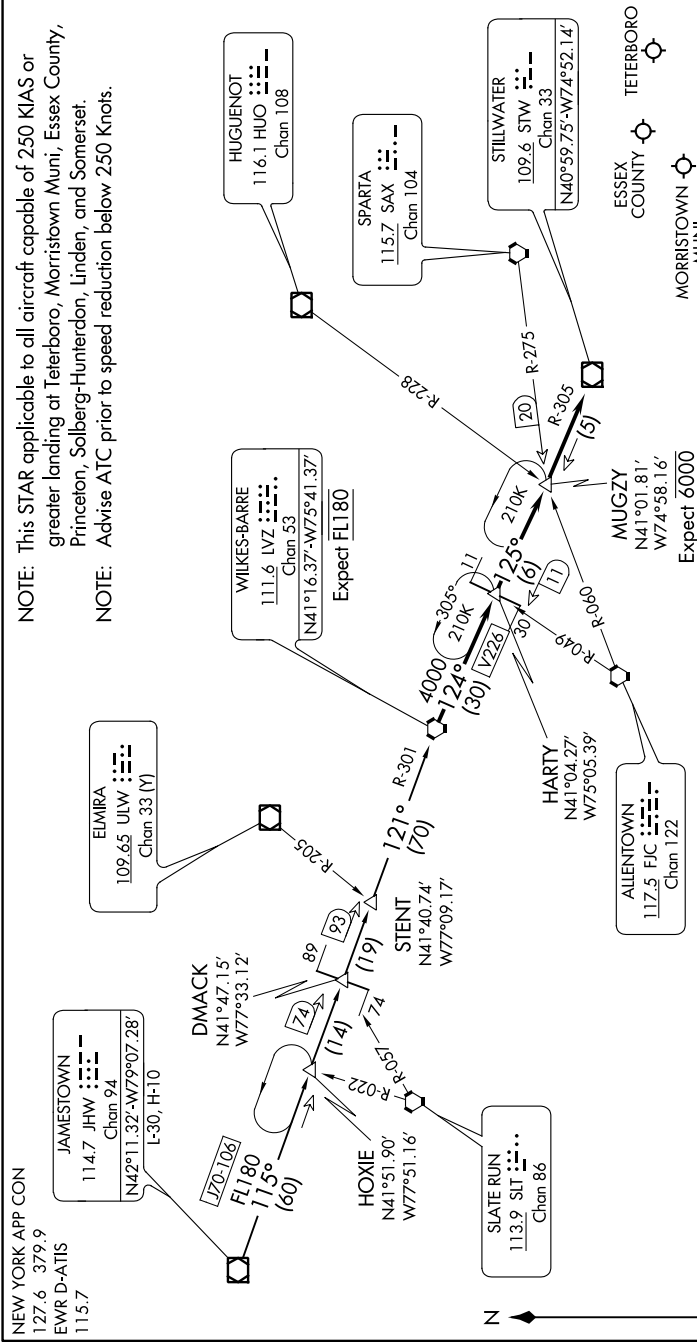 NEW YORK APP CON
127.6 379.9
EWR D-ATIS
115.7
NOTE: This STAR applicable to all aircraft capable of 250 KIAS or
greater landing at Teterboro, Morristown Muni, Essex County,
Princeton, Solberg-Hunterdon, Linden, and Somerset.
NOTE: Advise ATC prior to speed reduction below 250 Knots.
JAMESTOWN
114.7 JHW
Chan 94
N42°11.32'-W79°07.28'
L-30, H-10
ELMIRA
109.65 ULW
Chan 33 (Y)
WILKES-BARRE
111.6 LVZ
Chan 53
N41°16.37'-W75°41.37'
Expect FL180
HUGUENOT
116.1 HUO
Chan 108
SPARTA
115.7 SAX
Chan 104
STILLWATER
109.6 STW
Chan 33
N40°59.75'-W74°52.14'
J70-106
FL180
115°
(60)
HOXIE
N41°51.90'
W77°51.16'
74
(14)
R-022
R-057
74
SLATE RUN
113.9 SLT
Chan 86
DMACK
N41°47.15'
W77°33.12'
89
93
(19)
R-205
STENT
N41°40.74'
W77°09.17'
121°
(70)
R-301
4000
124°
(30)
V226
305°
210K
11
HARTY
N41°04.27'
W75°05.39'
125°
(6)
11
30
R-049
R-060
ALLENTOWN
117.5 FJC
Chan 122
210K
R-228
20
R-275
R-305
(5)
MUGZY
N41°01.81'
W74°58.16'
Expect 6000
ESSEX
COUNTY
TETERBORO
MORRISTOWN
N